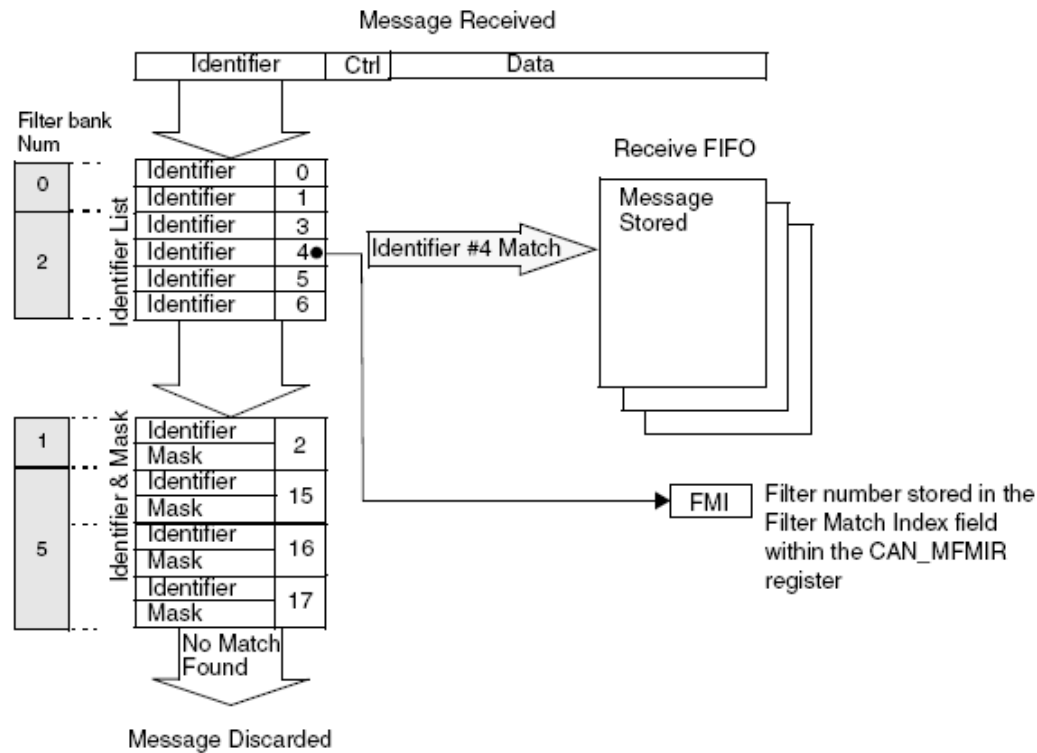 Message Received
Identifier Ctrl Data
Filter bank
Num
Receive FIFO
0
2
Identifier List
Identifier 0
Identifier 1
Identifier 3
Identifier 4
Identifier 5
Identifier 6
Identifier #4 Match
Message
Stored
1
5
Identifier & Mask
Identifier
Mask
2
Identifier
Mask
15
Identifier
Mask
16
Identifier
Mask
17
FMI
Filter number stored in the
Filter Match Index field
within the CAN_MFMIR
register
No Match
Found
Message Discarded